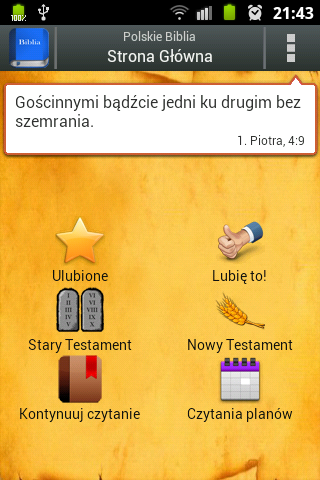 100%
21:43
Biblia
Polskie Biblia
Strona Główna
Gościnnymi bądźcie jedni ku drugim bez
szemrania.
1. Piotra, 4:9
Ulubione
Lubię to!
I VI
II VII
III VIII
IV IX
V X
Stary Testament
Nowy Testament
Kontynuuj czytanie
Czytania planów